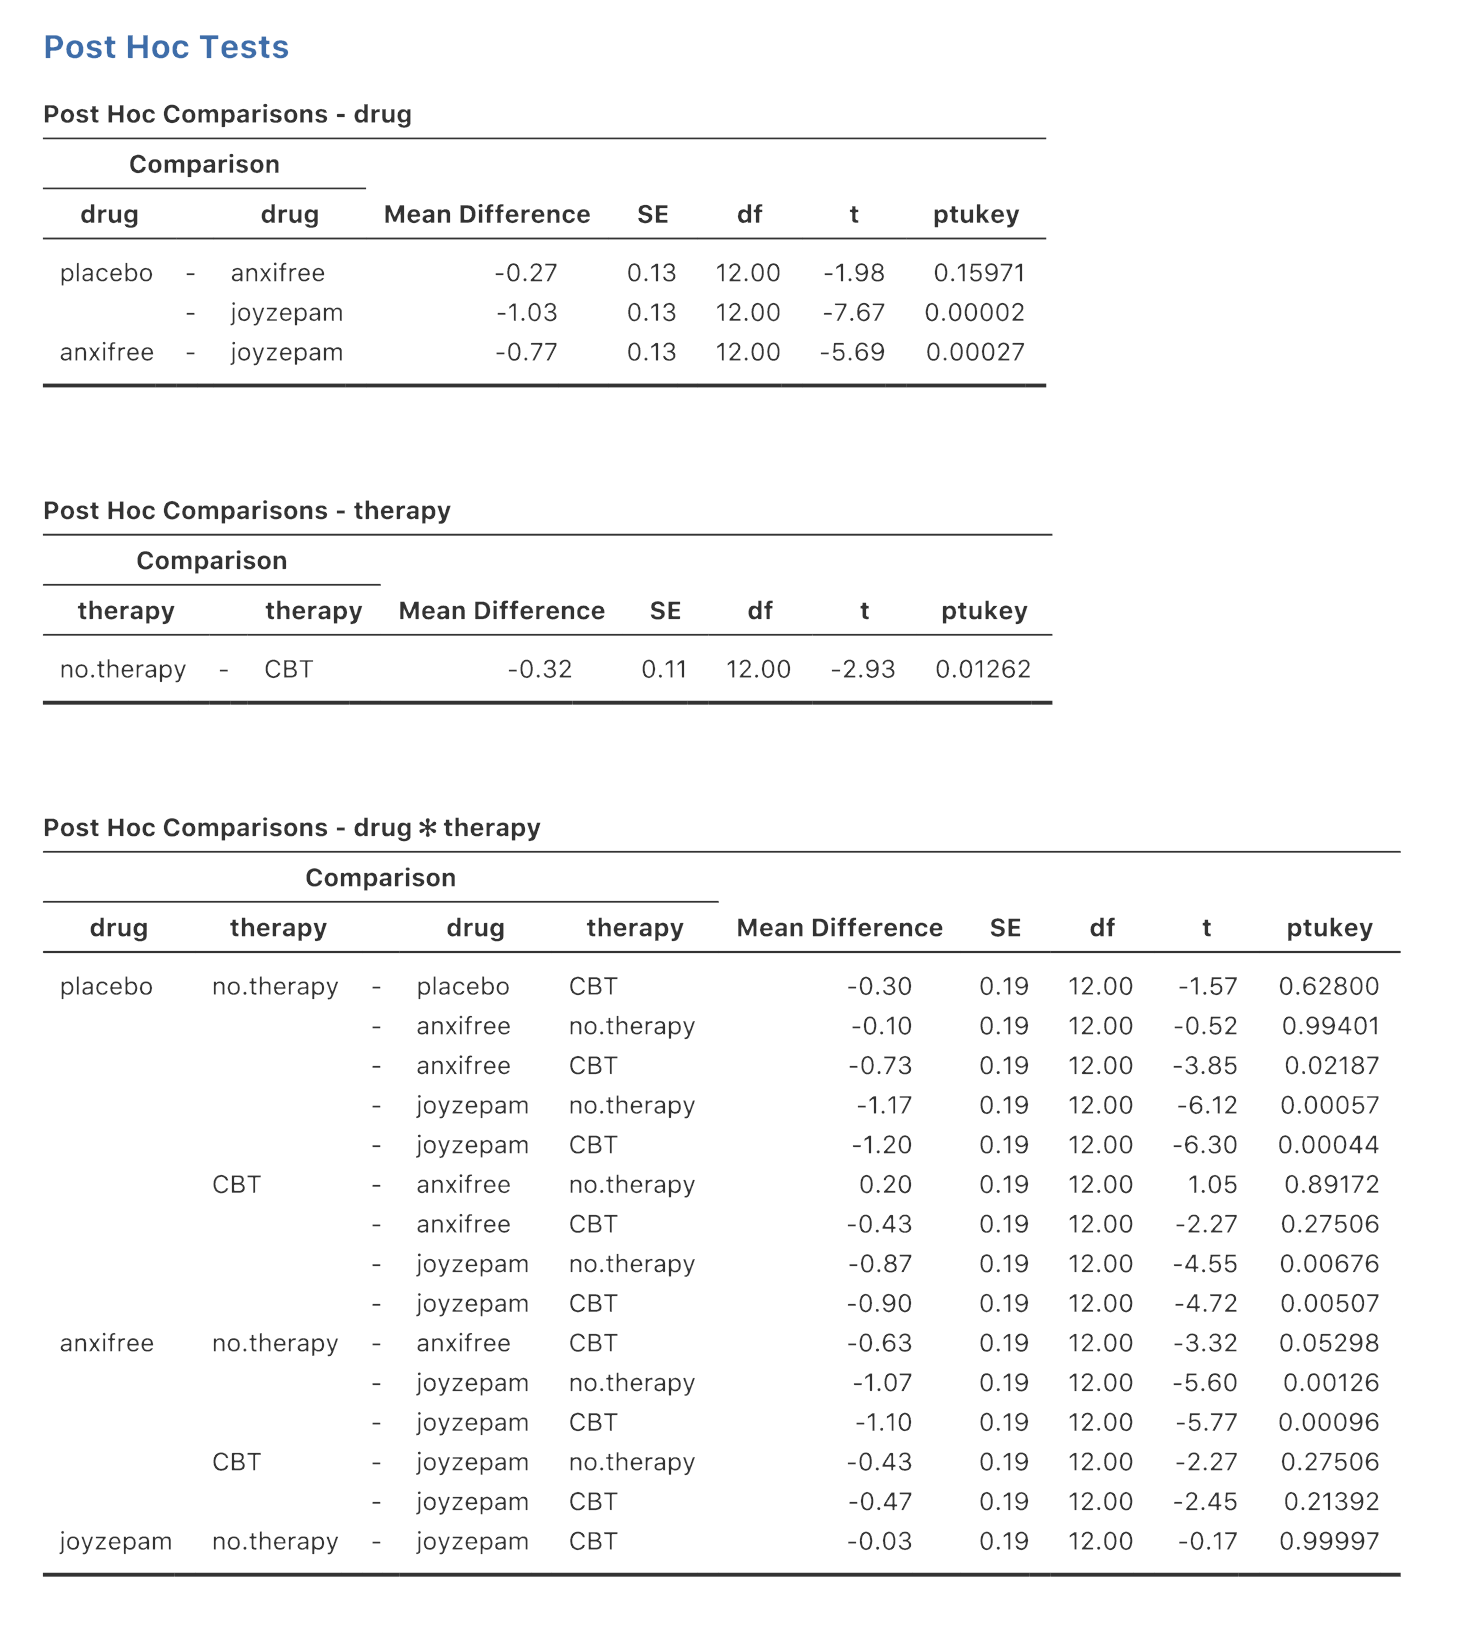 Post Hoc Tests
Post Hoc Comparisons - drug
Comparison
drug drug Mean Difference SE df t ptukey
placebo - anxifree -0.27 0.13 12.00 -1.98 0.15971
- joyzepam -1.03 0.13 12.00 -7.67 0.00002
anxifree - joyzepam -0.77 0.13 12.00 -5.69 0.00027
Post Hoc Comparisons - therapy
Comparison
therapy therapy Mean Difference SE df t ptukey
no.therapy - CBT -0.32 0.11 12.00 -2.93 0.01262
Post Hoc Comparisons - drug ✻ therapy
Comparison
drug therapy drug therapy Mean Difference SE df t ptukey
placebo no.therapy - placebo CBT -0.30 0.19 12.00 -1.57 0.62800
- anxifree no.therapy -0.10 0.19 12.00 -0.52 0.99401
- anxifree CBT -0.73 0.19 12.00 -3.85 0.02187
- joyzepam no.therapy -1.17 0.19 12.00 -6.12 0.00057
- joyzepam CBT -1.20 0.19 12.00 -6.30 0.00044
CBT - anxifree no.therapy 0.20 0.19 12.00 1.05 0.89172
- anxifree CBT -0.43 0.19 12.00 -2.27 0.27506
- joyzepam no.therapy -0.87 0.19 12.00 -4.55 0.00676
- joyzepam CBT -0.90 0.19 12.00 -4.72 0.00507
anxifree no.therapy - anxifree CBT -0.63 0.19 12.00 -3.32 0.05298
- joyzepam no.therapy -1.07 0.19 12.00 -5.60 0.00126
- joyzepam CBT -1.10 0.19 12.00 -5.77 0.00096
CBT - joyzepam no.therapy -0.43 0.19 12.00 -2.27 0.27506
- joyzepam CBT -0.47 0.19 12.00 -2.45 0.21392
joyzepam no.therapy - joyzepam CBT -0.03 0.19 12.00 -0.17 0.99997